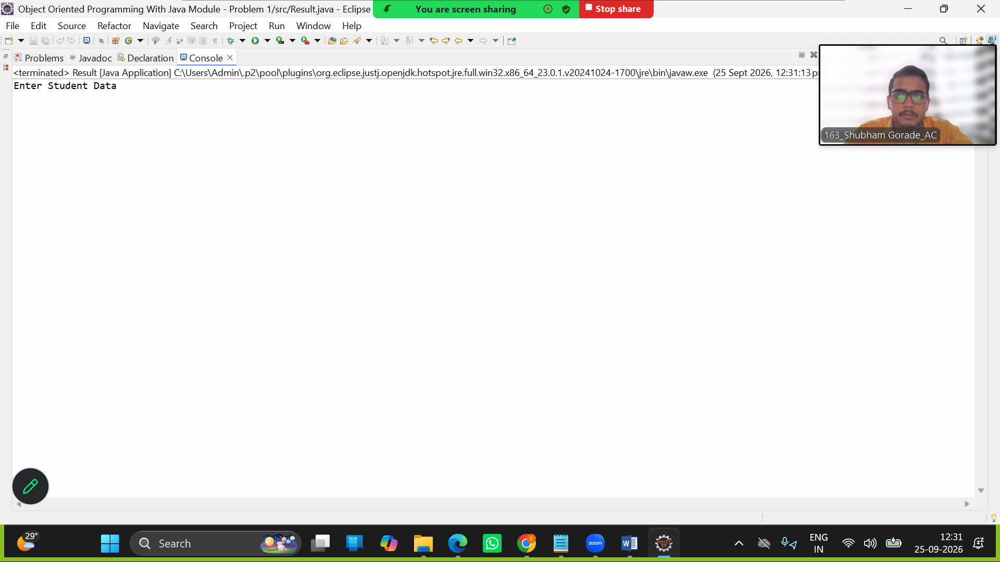 Object Oriented Programming With Java Module - Problem 1/src/Result.java - Eclipse
You are screen sharing
Stop share
File Edit Source Refactor Navigate Search Project Run Window Help
Problems @ Javadoc Declaration Console
<terminated> Result [Java Application] C:\Users\Admin\.p2\pool\plugins\org.eclipse.justj.openjdk.hotspot.jre.full.win32.x86_64_23.0.1.v20241024-1700\jre\bin\javaw.exe (25 Sept 2026, 12:31:13
Enter Student Data
163_Shubham Gorade_AC
29°
Search
zoom
W
ENG
IN
12:31
25-09-2026